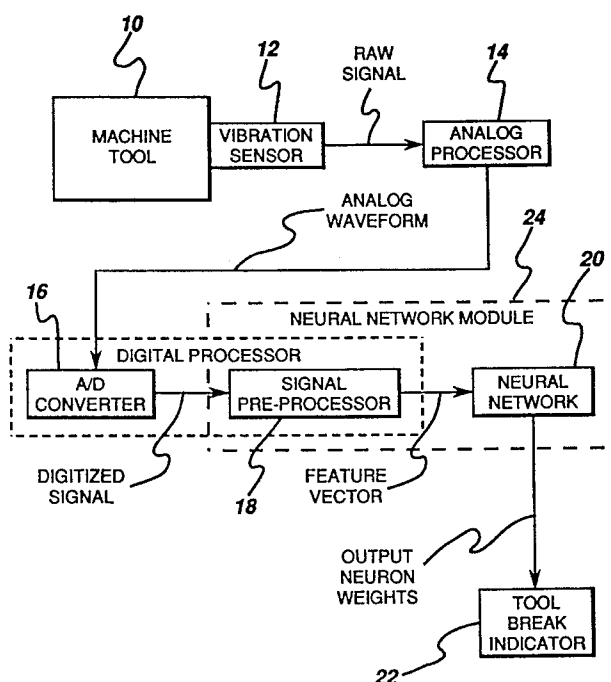 10
12
RAW
SIGNAL
14
MACHINE
TOOL
VIBRATION
SENSOR
ANALOG
PROCESSOR
ANALOG
WAVEFORM
24
20
16
NEURAL NETWORK MODULE
DIGITAL PROCESSOR
A/D
CONVERTER
SIGNAL
PRE-PROCESSOR
NEURAL
NETWORK
DIGITIZED
SIGNAL
18
FEATURE
VECTOR
OUTPUT
NEURON
WEIGHTS
TOOL
BREAK
INDICATOR
22